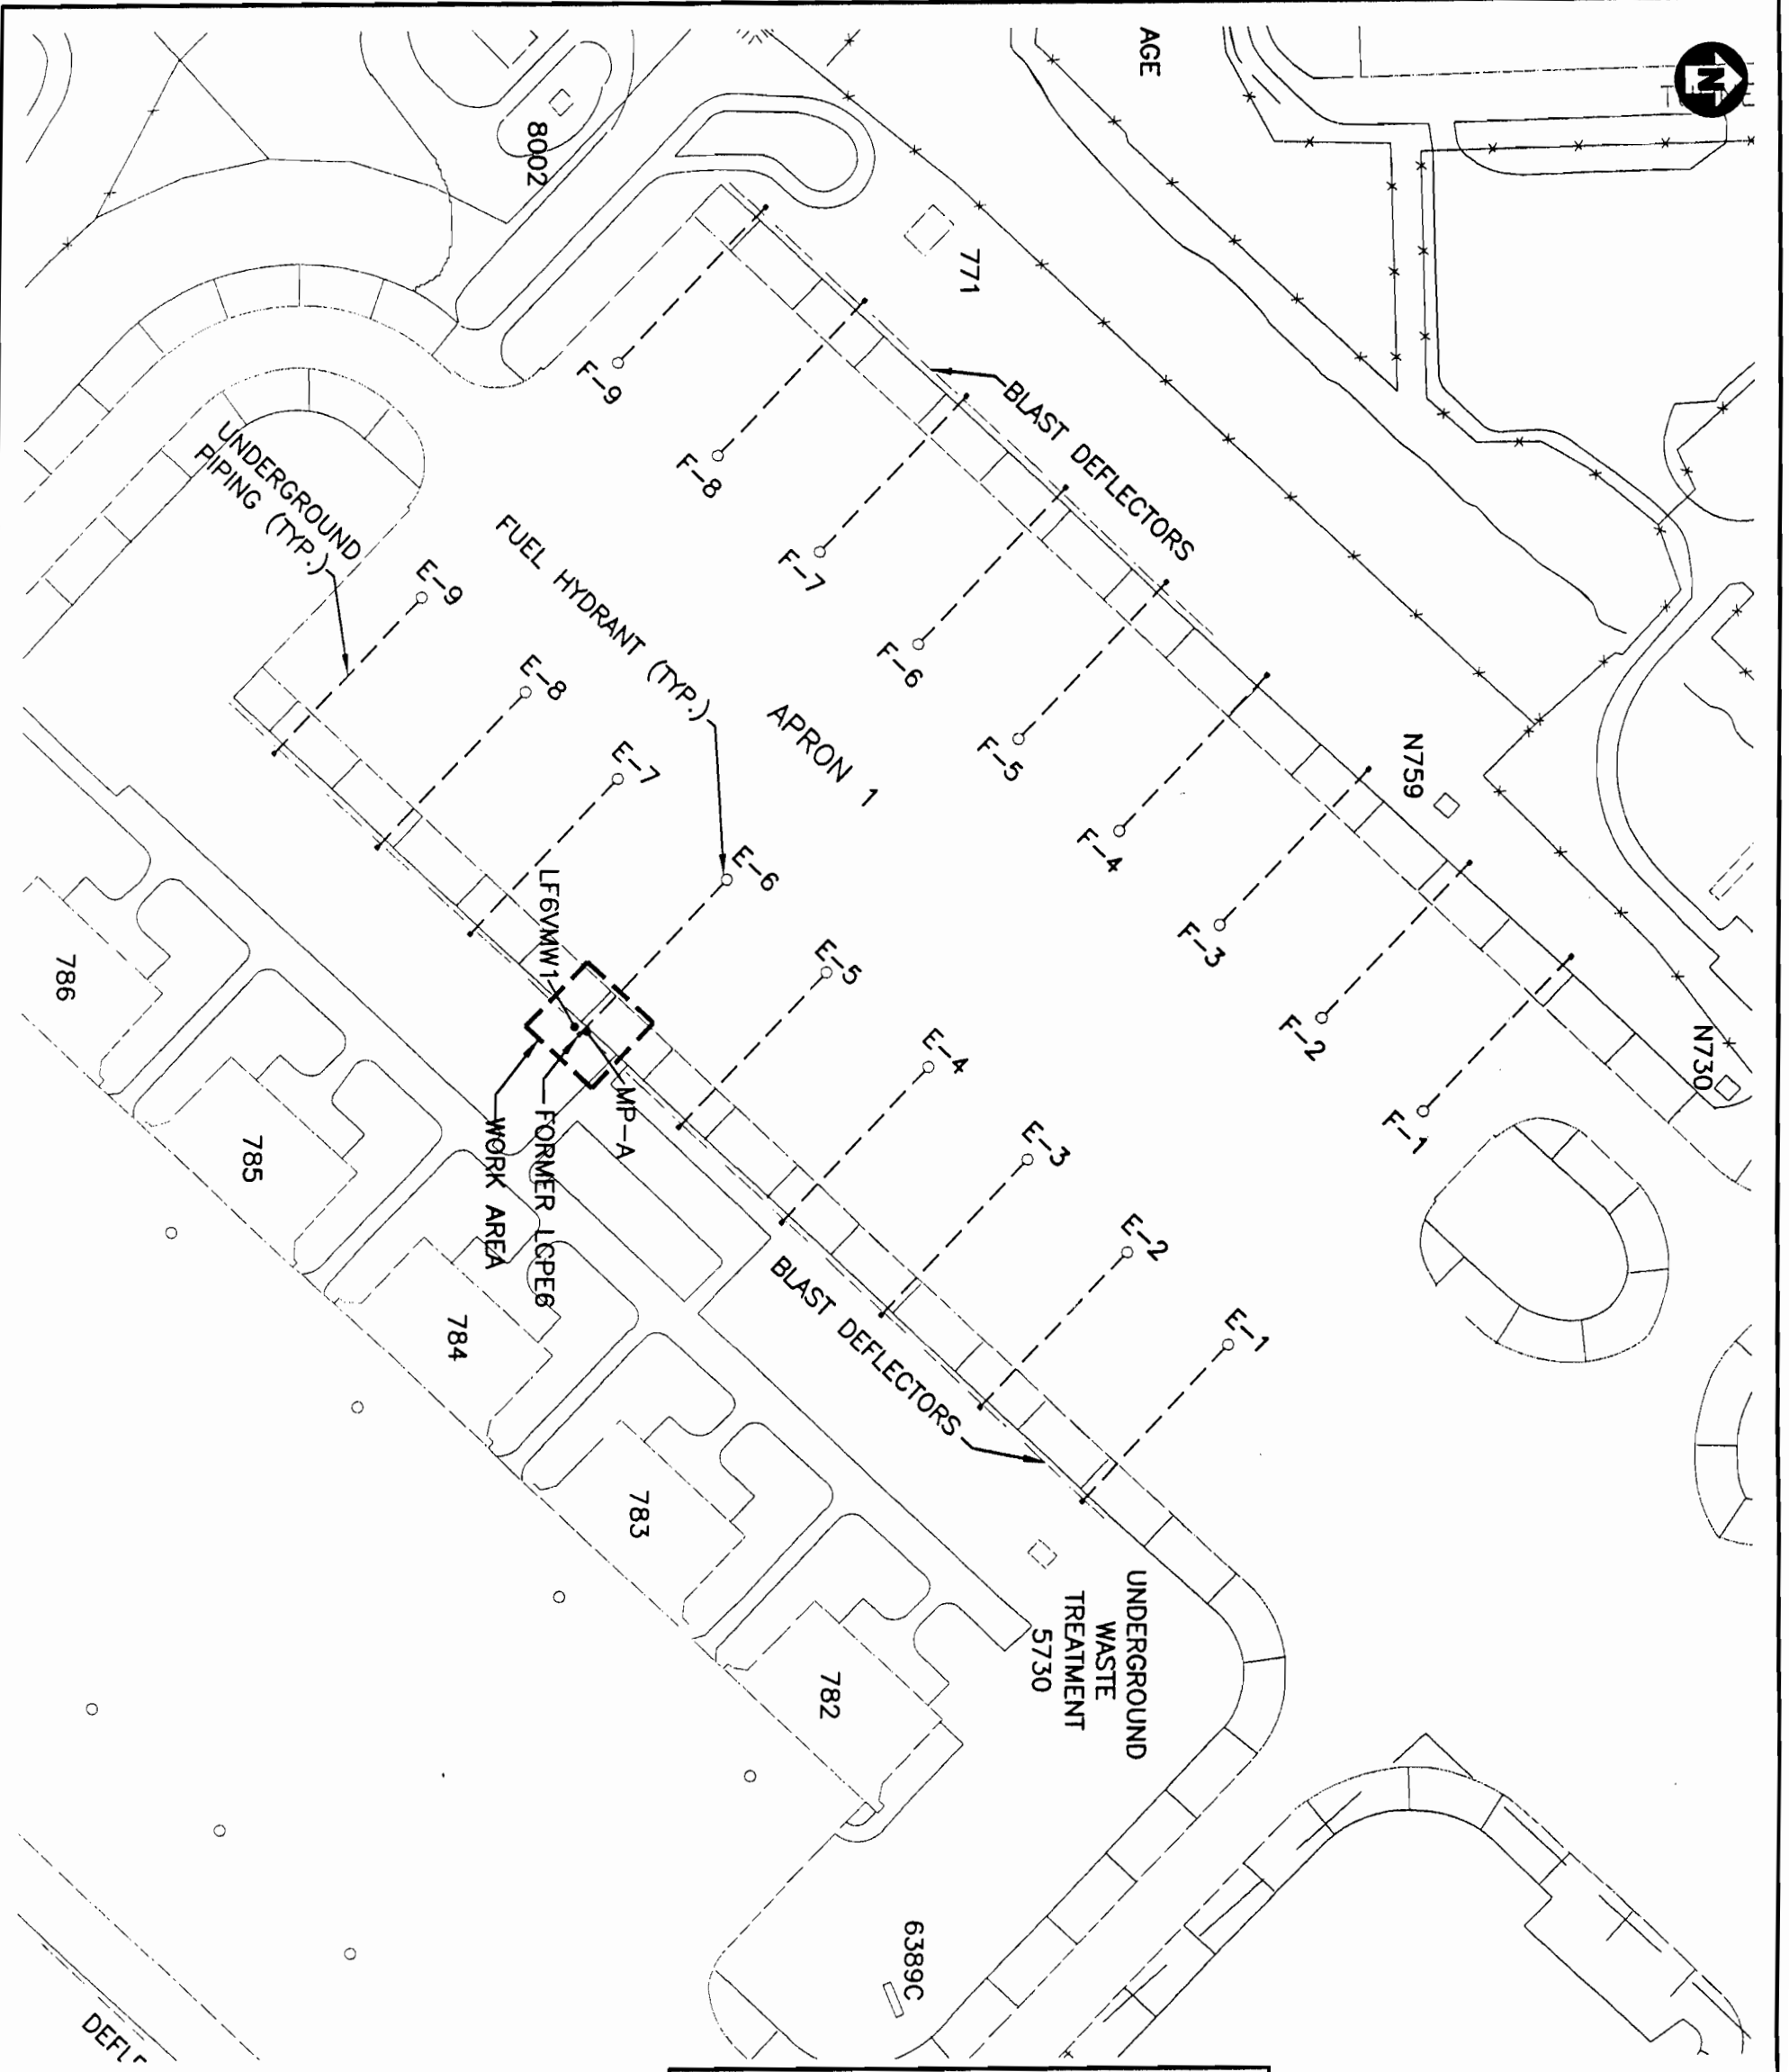 N
AGE
8002
771
BLAST DEFLECTORS
N759
N730
F-9
F-8
F-7
F-6
F-5
F-4
F-3
F-2
F-1
UNDERGROUND
PIPING (TYP.)
FUEL HYDRANT (TYP.)
APRON 1
E-9
E-8
E-7
E-6
E-5
E-4
E-3
E-2
E-1
LF6VMW1
MP-A
FORMER LCPE6
WORK AREA
BLAST DEFLECTORS
UNDERGROUND
WASTE
TREATMENT
5730
786
785
784
783
782
6389C
DEFL